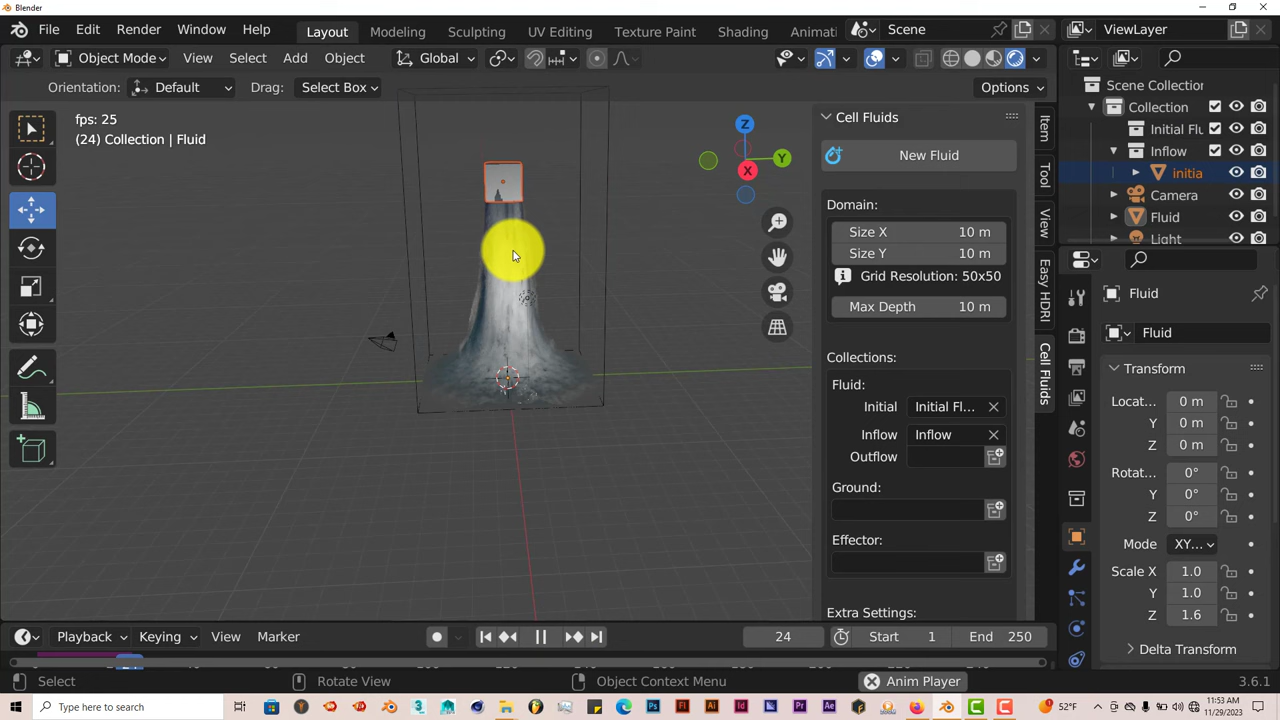 Blender
File Edit Render Window Help Layout Modeling Sculpting UV Editing Texture Paint Shading Scene ViewLayer
Object Mode View Select Add Object Global
Orientation: Default Drag: Select Box Options
fps: 25
(24) Collection | Fluid
Z
Y
X
Cell Fluids
New Fluid
Domain:
Size X 10 m
Size Y 10 m
Grid Resolution: 50x50
Max Depth 10 m
Collections:
Fluid:
Initial Initial Fl...
Inflow Inflow
Outflow
Ground:
Effector:
Extra Settings:
Item
Tool
View
Easy HDRI
Cell Fluids
Scene Collection
Collection
Initial Flu
Inflow
initia
Camera
Fluid
Light
Fluid
Fluid
Transform
Locat... 0 m
Y 0 m
Z 0 m
Rotat... 0°
Y 0°
Z 0°
Mode XY...
Scale X 1.0
Y 1.0
Z 1.6
Delta Transform
Playback Keying View Marker 24 Start 1 End 250
Select Rotate View Object Context Menu Anim Player 3.6.1
Type here to search 52°F 11:53 AM
11/29/2023